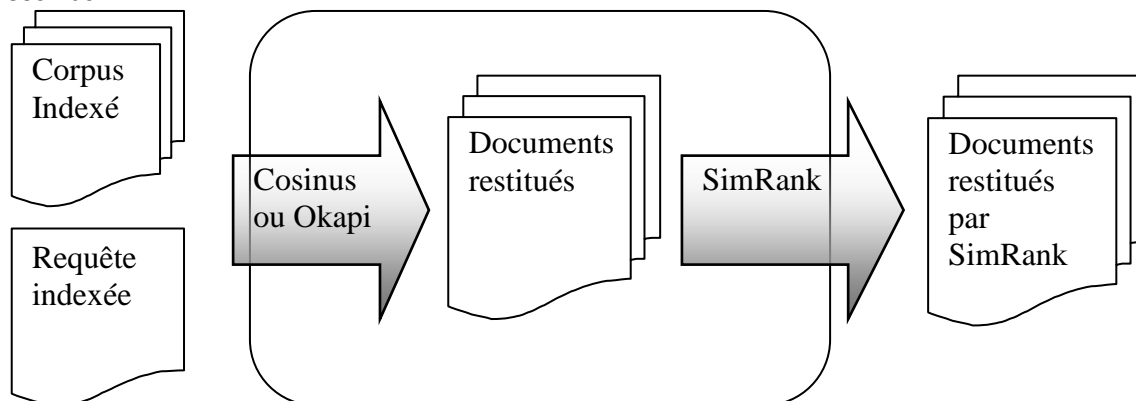 Corpus
Indexé
Requête
indexée
Cosinus
ou Okapi
Documents
restitués
SimRank
Documents
restitués
par
SimRank